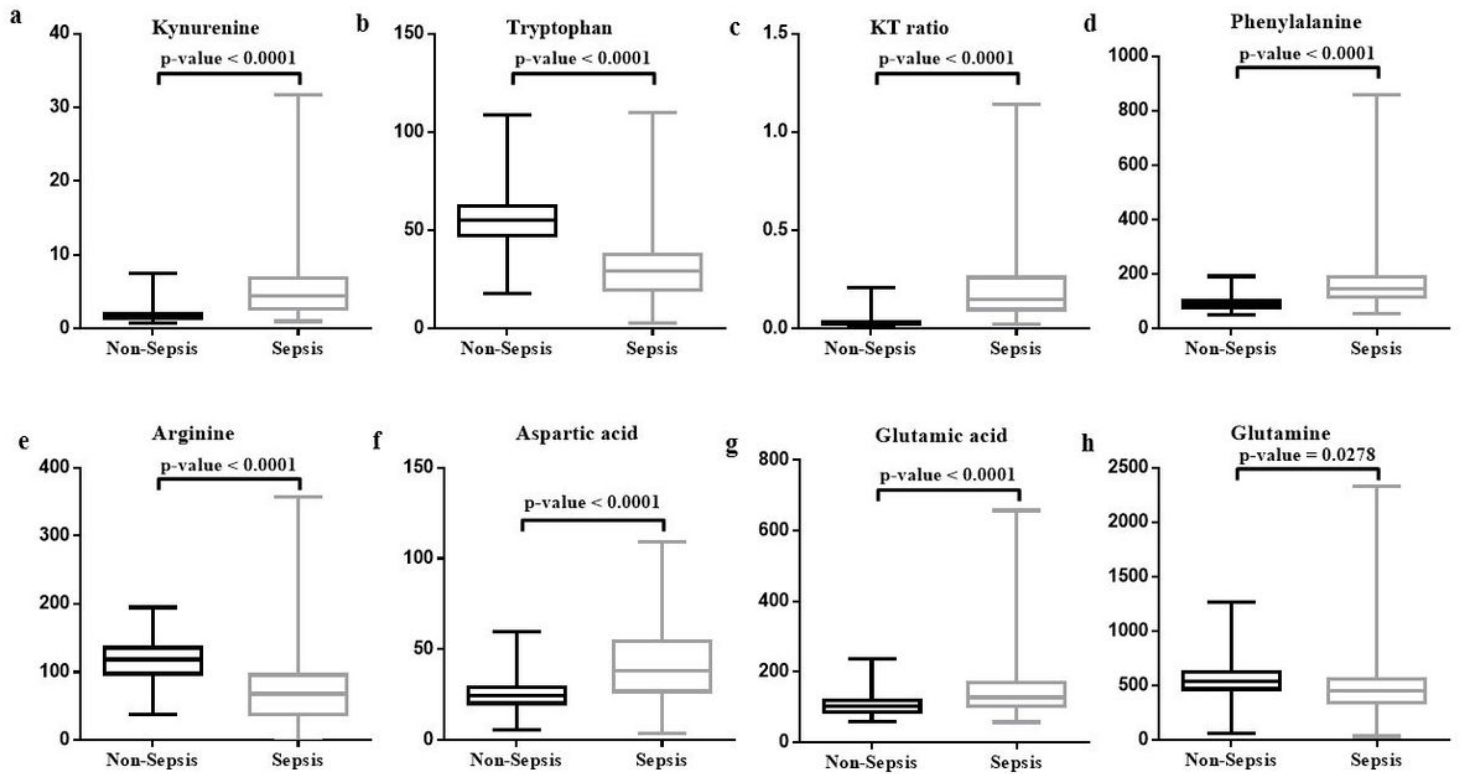 a
Kynurenine
p-value < 0.0001
40
30
20
10
0
Non-Sepsis Sepsis
b
Tryptophan
p-value < 0.0001
150
100
50
0
Non-Sepsis Sepsis
c
KT ratio
p-value < 0.0001
1.5
1.0
0.5
0.0
Non-Sepsis Sepsis
d
Phenylalanine
p-value < 0.0001
1000
800
600
400
200
0
Non-Sepsis Sepsis
e
Arginine
p-value < 0.0001
400
300
200
100
0
Non-Sepsis Sepsis
f
Aspartic acid
p-value < 0.0001
150
100
50
0
Non-Sepsis Sepsis
g
Glutamic acid
p-value < 0.0001
800
600
400
200
0
Non-Sepsis Sepsis
h
Glutamine
p-value = 0.0278
2500
2000
1500
1000
500
0
Non-Sepsis Sepsis